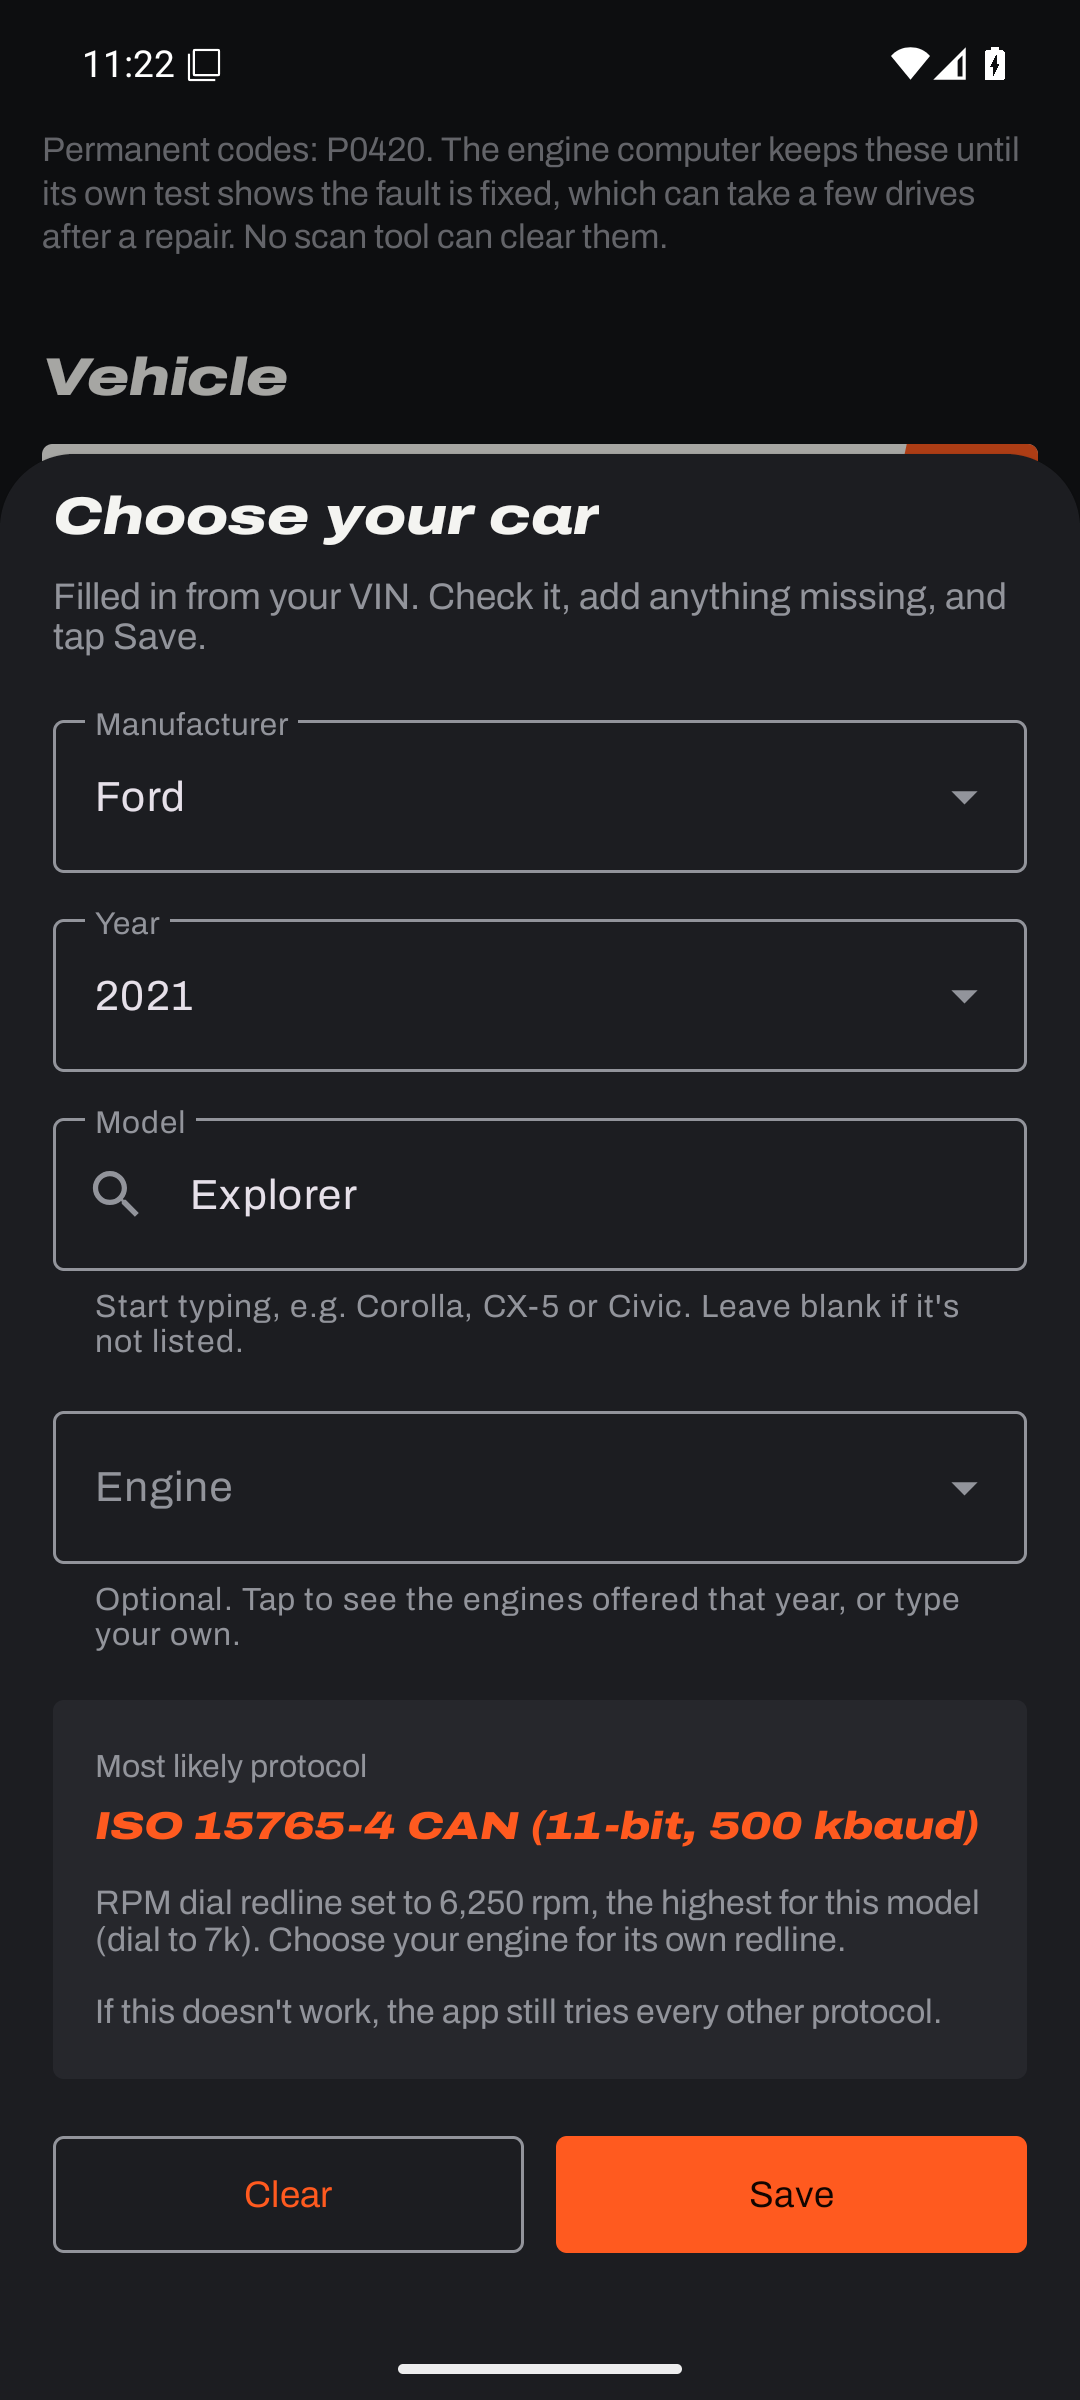 11:22
Permanent codes: P0420. The engine computer keeps these until
its own test shows the fault is fixed, which can take a few drives
after a repair. No scan tool can clear them.
Vehicle
Choose your car
Filled in from your VIN. Check it, add anything missing, and
tap Save.
Manufacturer
Ford
Year
2021
Model
Explorer
Start typing, e.g. Corolla, CX-5 or Civic. Leave blank if it's
not listed.
Engine
Optional. Tap to see the engines offered that year, or type
your own.
Most likely protocol
ISO 15765-4 CAN (11-bit, 500 kbaud)
RPM dial redline set to 6,250 rpm, the highest for this model
(dial to 7k). Choose your engine for its own redline.
If this doesn't work, the app still tries every other protocol.
Clear
Save